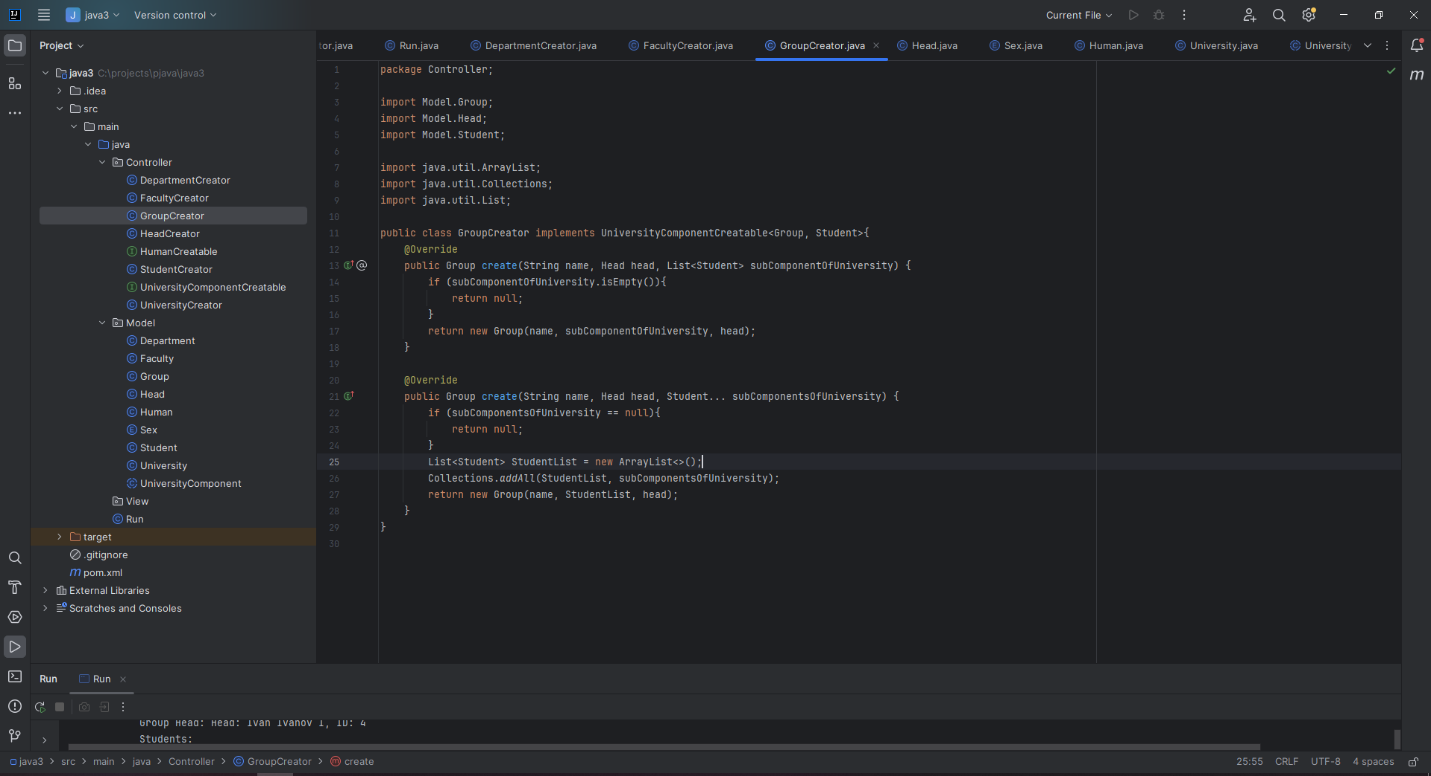 J java3 Version control Current File
Project
tor.java Run.java DepartmentCreator.java FacultyCreator.java GroupCreator.java Head.java Sex.java Human.java University.java University
java3 C:\projects\pjava\java3
.idea
src
main
java
Controller
DepartmentCreator
FacultyCreator
GroupCreator
HeadCreator
HumanCreatable
StudentCreator
UniversityComponentCreatable
UniversityCreator
Model
Department
Faculty
Group
Head
Human
Sex
Student
University
UniversityComponent
View
Run
target
.gitignore
pom.xml
External Libraries
Scratches and Consoles
1 package Controller;
2
3 import Model.Group;
4 import Model.Head;
5 import Model.Student;
6
7 import java.util.ArrayList;
8 import java.util.Collections;
9 import java.util.List;
10
11 public class GroupCreator implements UniversityComponentCreatable<Group, Student>{
12 @Override
13 public Group create(String name, Head head, List<Student> subComponentOfUniversity) {
14 if (subComponentOfUniversity.isEmpty()){
15 return null;
16 }
17 return new Group(name, subComponentOfUniversity, head);
18 }
19
20 @Override
21 public Group create(String name, Head head, Student... subComponentsOfUniversity) {
22 if (subComponentsOfUniversity == null){
23 return null;
24 }
25 List<Student> StudentList = new ArrayList<>();
26 Collections.addAll(StudentList, subComponentsOfUniversity);
27 return new Group(name, StudentList, head);
28 }
29 }
30
Run Run
Group Head: Head: Ivan Ivanov I, ID: 4
Students:
java3 > src > main > java > Controller > GroupCreator > create 25:55 CRLF UTF-8 4 spaces